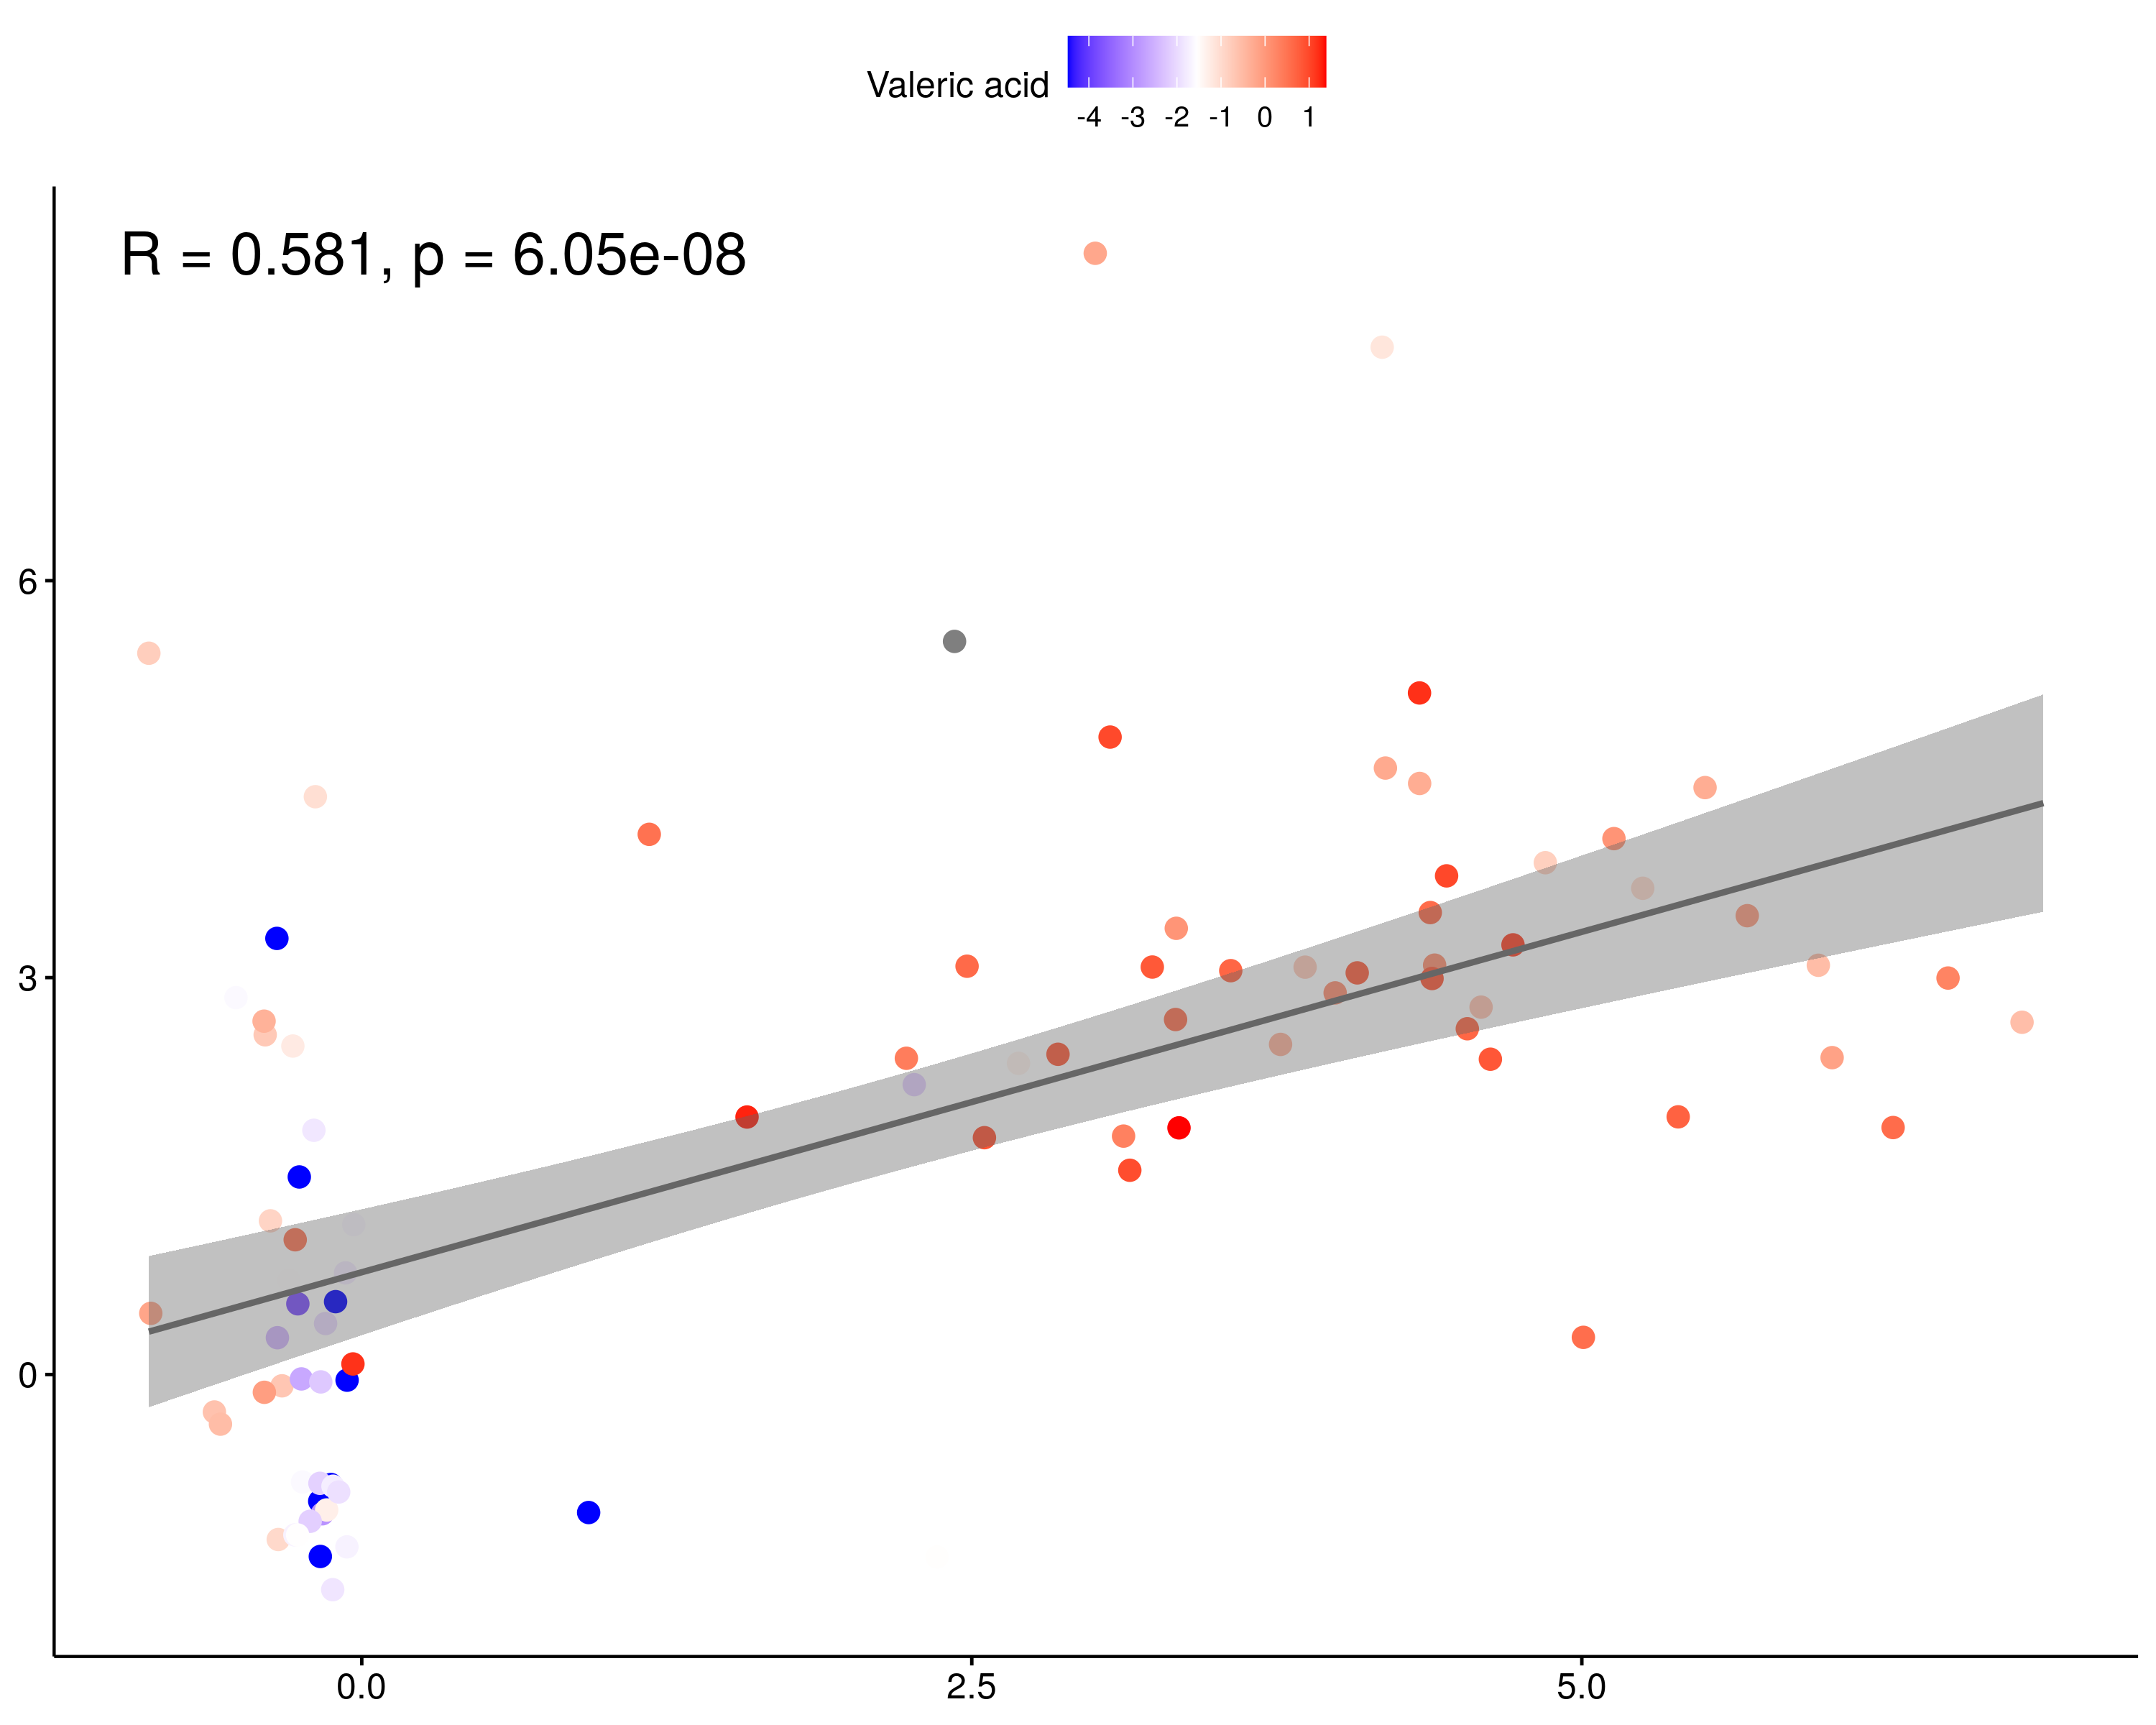 Valeric acid
-4 -3 -2 -1 0 1
R = 0.581, p = 6.05e-08
6
3
0
0.0 2.5 5.0